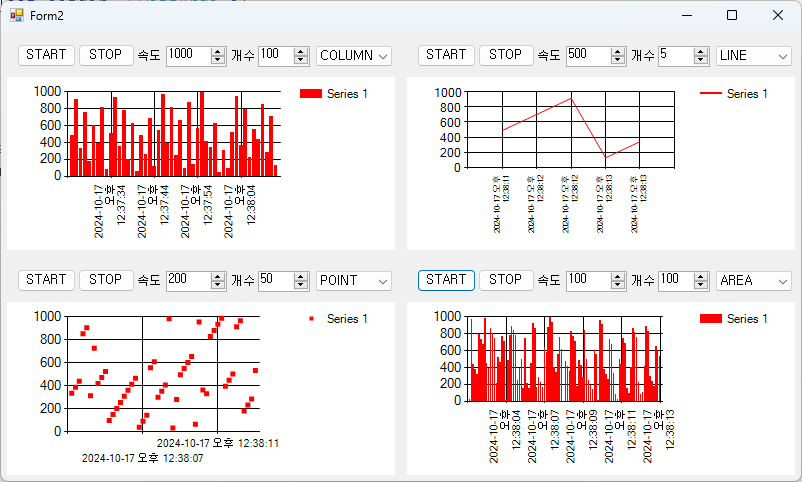 Form2
START STOP 속도 1000 개수 100 COLUMN
START STOP 속도 500 개수 5 LINE
1000
800
600
400
200
0
Series 1
2024-10-17 오후 12:37:34
2024-10-17 오후 12:37:44
2024-10-17 오후 12:37:54
2024-10-17 오후 12:38:04
1000
800
600
400
200
0
Series 1
2024-10-17 오후 12:38:11
2024-10-17 오후 12:38:12
2024-10-17 오후 12:38:12
2024-10-17 오후 12:38:13
2024-10-17 오후 12:38:13
START STOP 속도 200 개수 50 POINT
START STOP 속도 100 개수 100 AREA
1000
800
600
400
200
0
Series 1
2024-10-17 오후 12:38:11
2024-10-17 오후 12:38:07
1000
800
600
400
200
0
Series 1
2024-10-17 오후 12:38:04
2024-10-17 오후 12:38:07
2024-10-17 오후 12:38:09
2024-10-17 오후 12:38:11
2024-10-17 오후 12:38:13